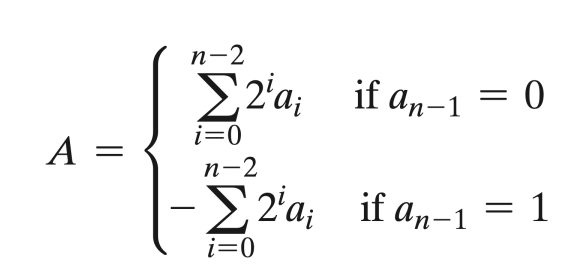 A = { n−2 ∑ i=0 2^i a_i if a_{n−1} = 0
− n−2 ∑ i=0 2^i a_i if a_{n−1} = 1